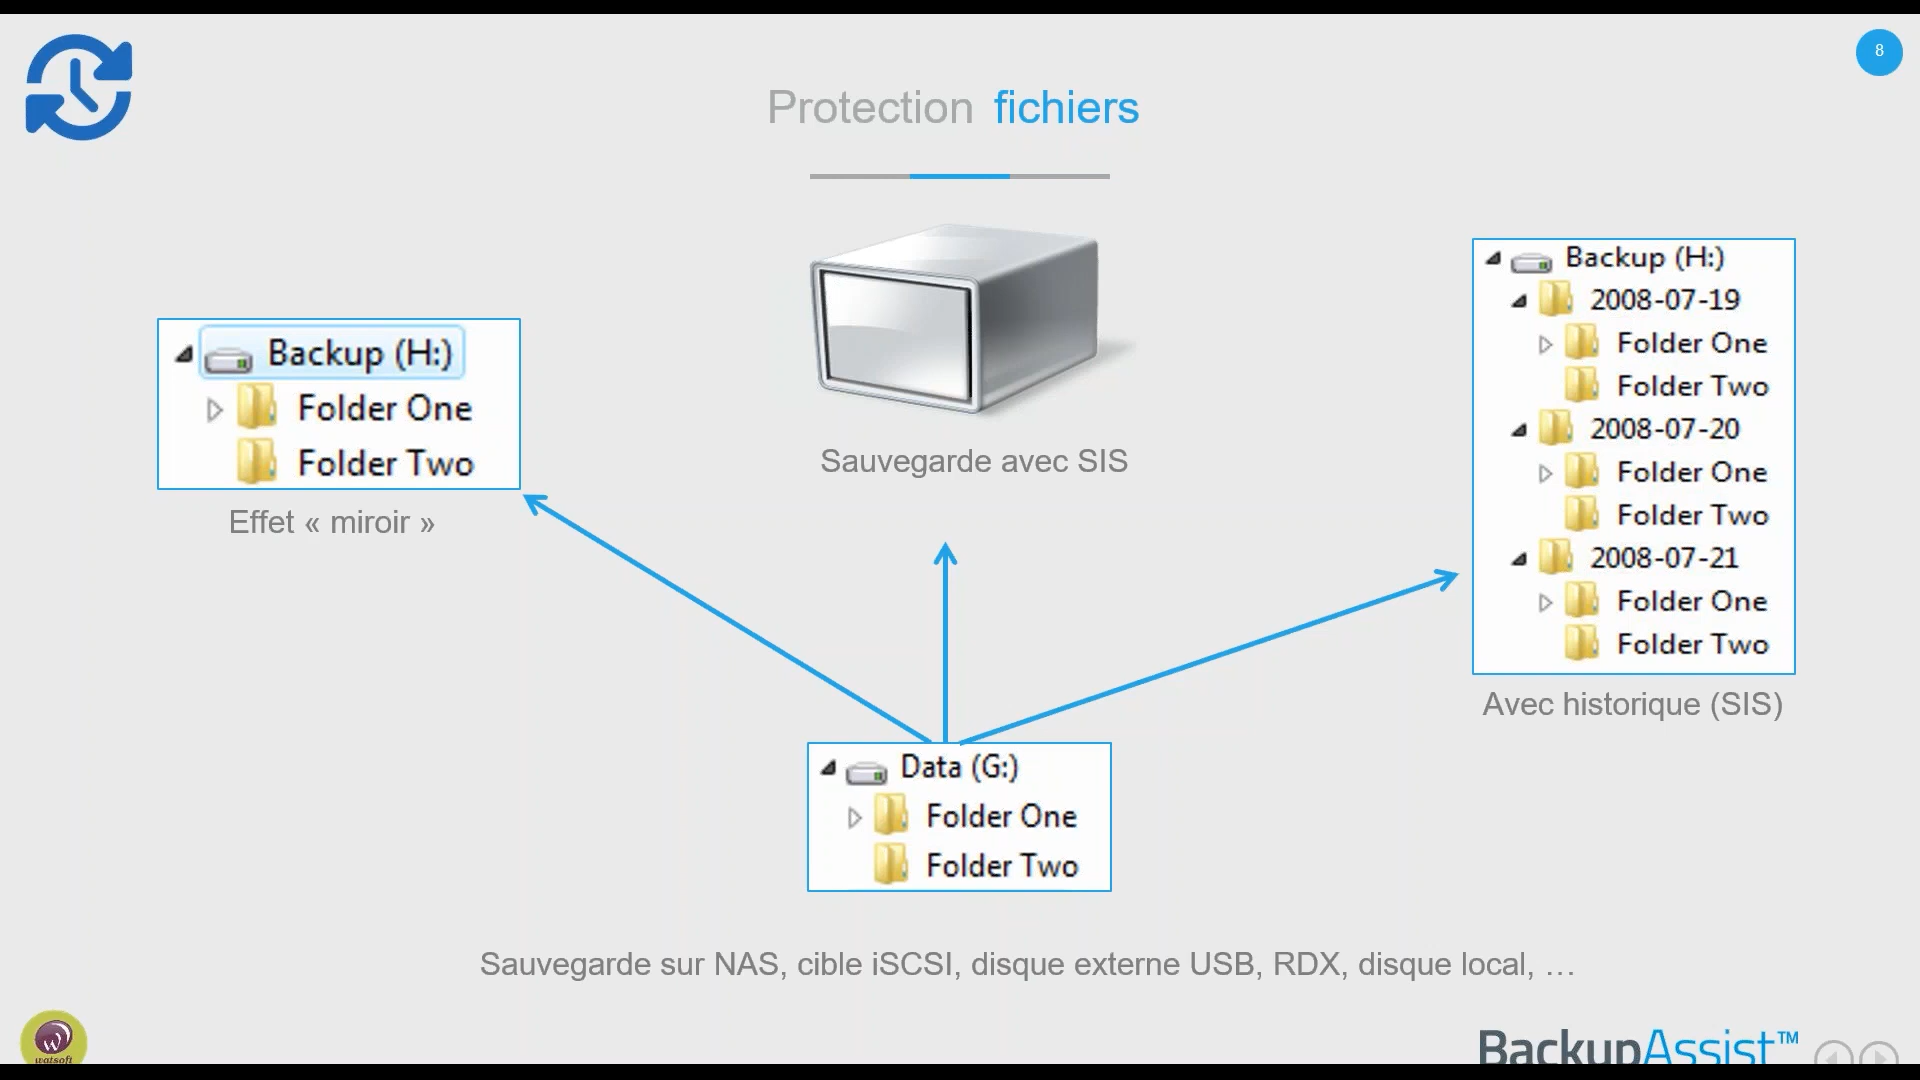 8
Protection fichiers
Backup (H:)
Folder One
Folder Two
Effet « miroir »
Sauvegarde avec SIS
Backup (H:)
2008-07-19
Folder One
Folder Two
2008-07-20
Folder One
Folder Two
2008-07-21
Folder One
Folder Two
Avec historique (SIS)
Data (G:)
Folder One
Folder Two
Sauvegarde sur NAS, cible iSCSI, disque externe USB, RDX, disque local, …
watsoft
BackupAssist™